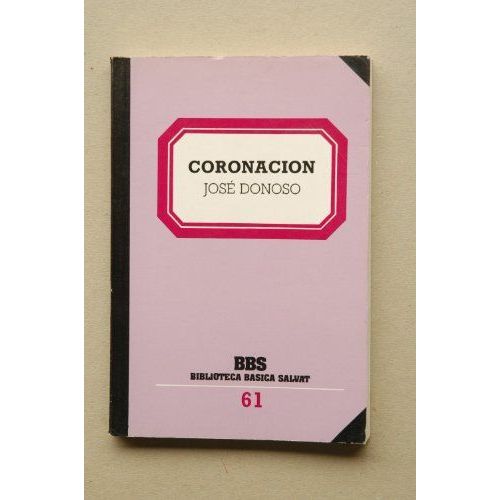 CORONACION
JOSÉ DONOSO
BBS
BIBLIOTECA BASICA SALVAT
61